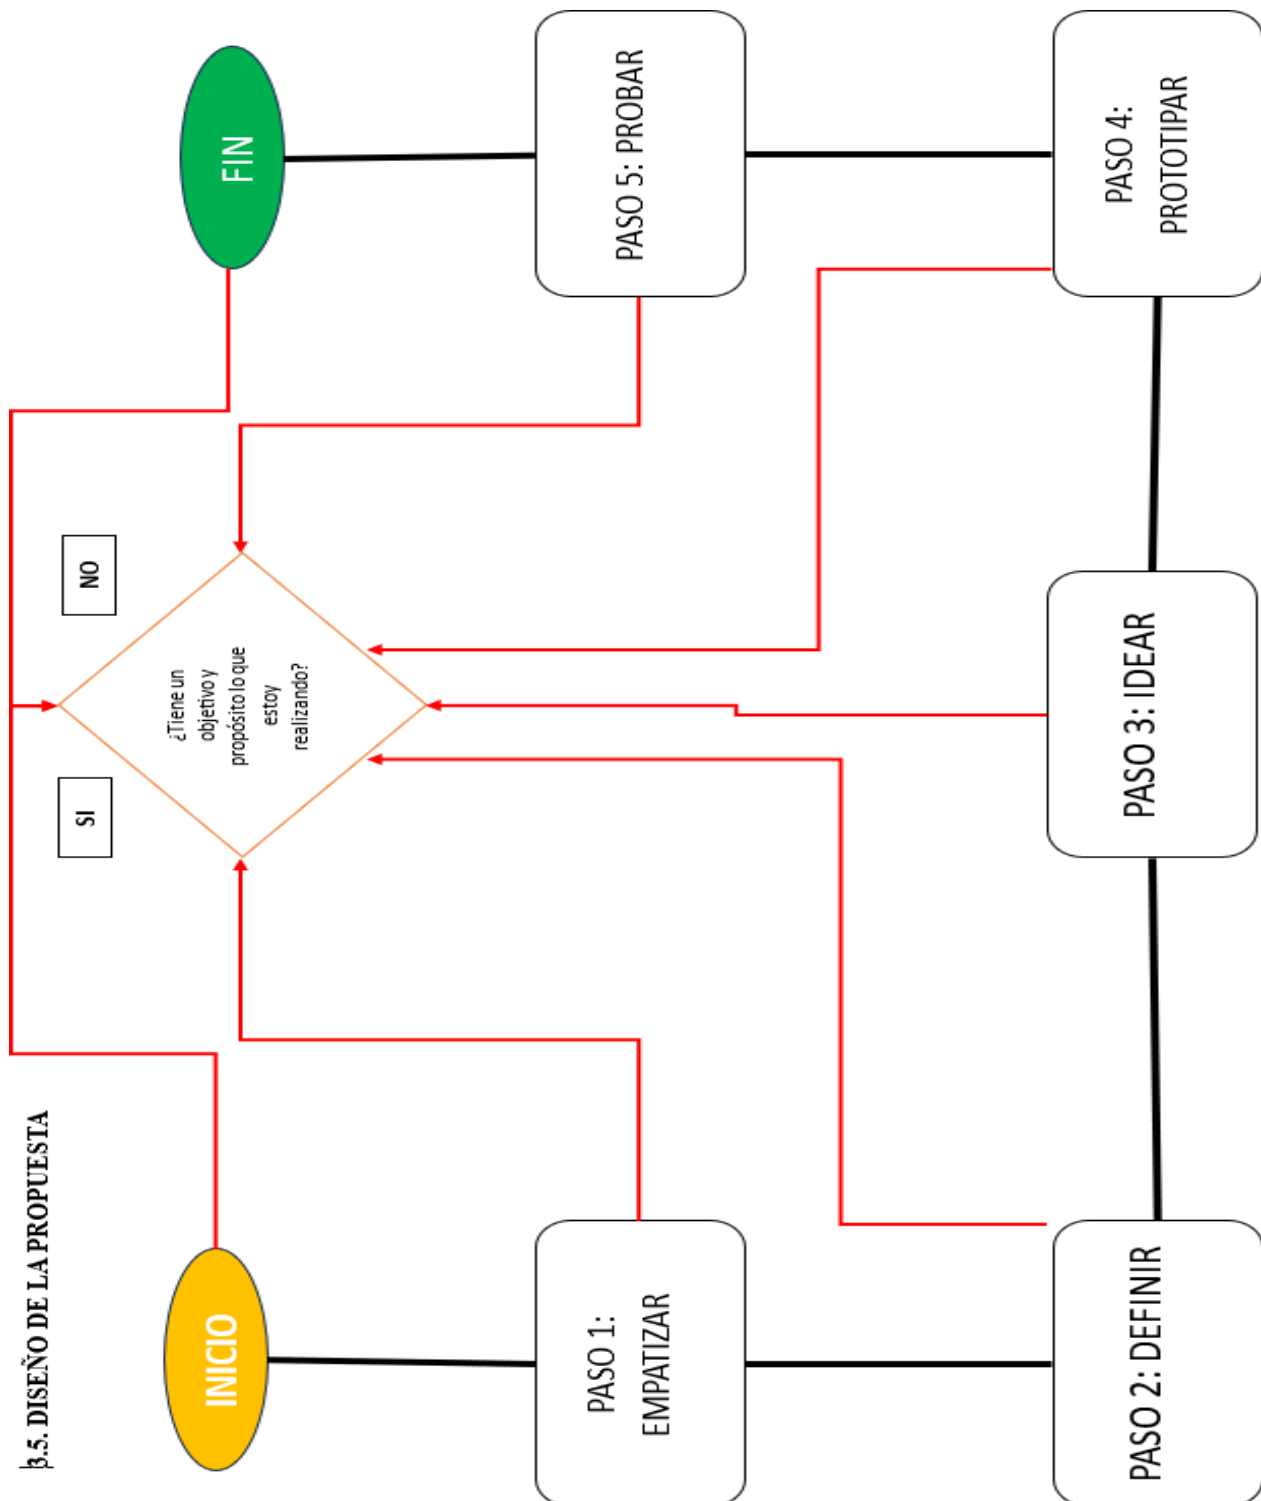 3.5. DISEÑO DE LA PROPUESTA
INICIO
SI
NO
FIN
¿Tiene un
objetivo y
propósito lo que
estoy
realizando?
PASO 1:
EMPATIZAR
PASO 5: PROBAR
PASO 2: DEFINIR
PASO 3: IDEAR
PASO 4:
PROTOTIPAR